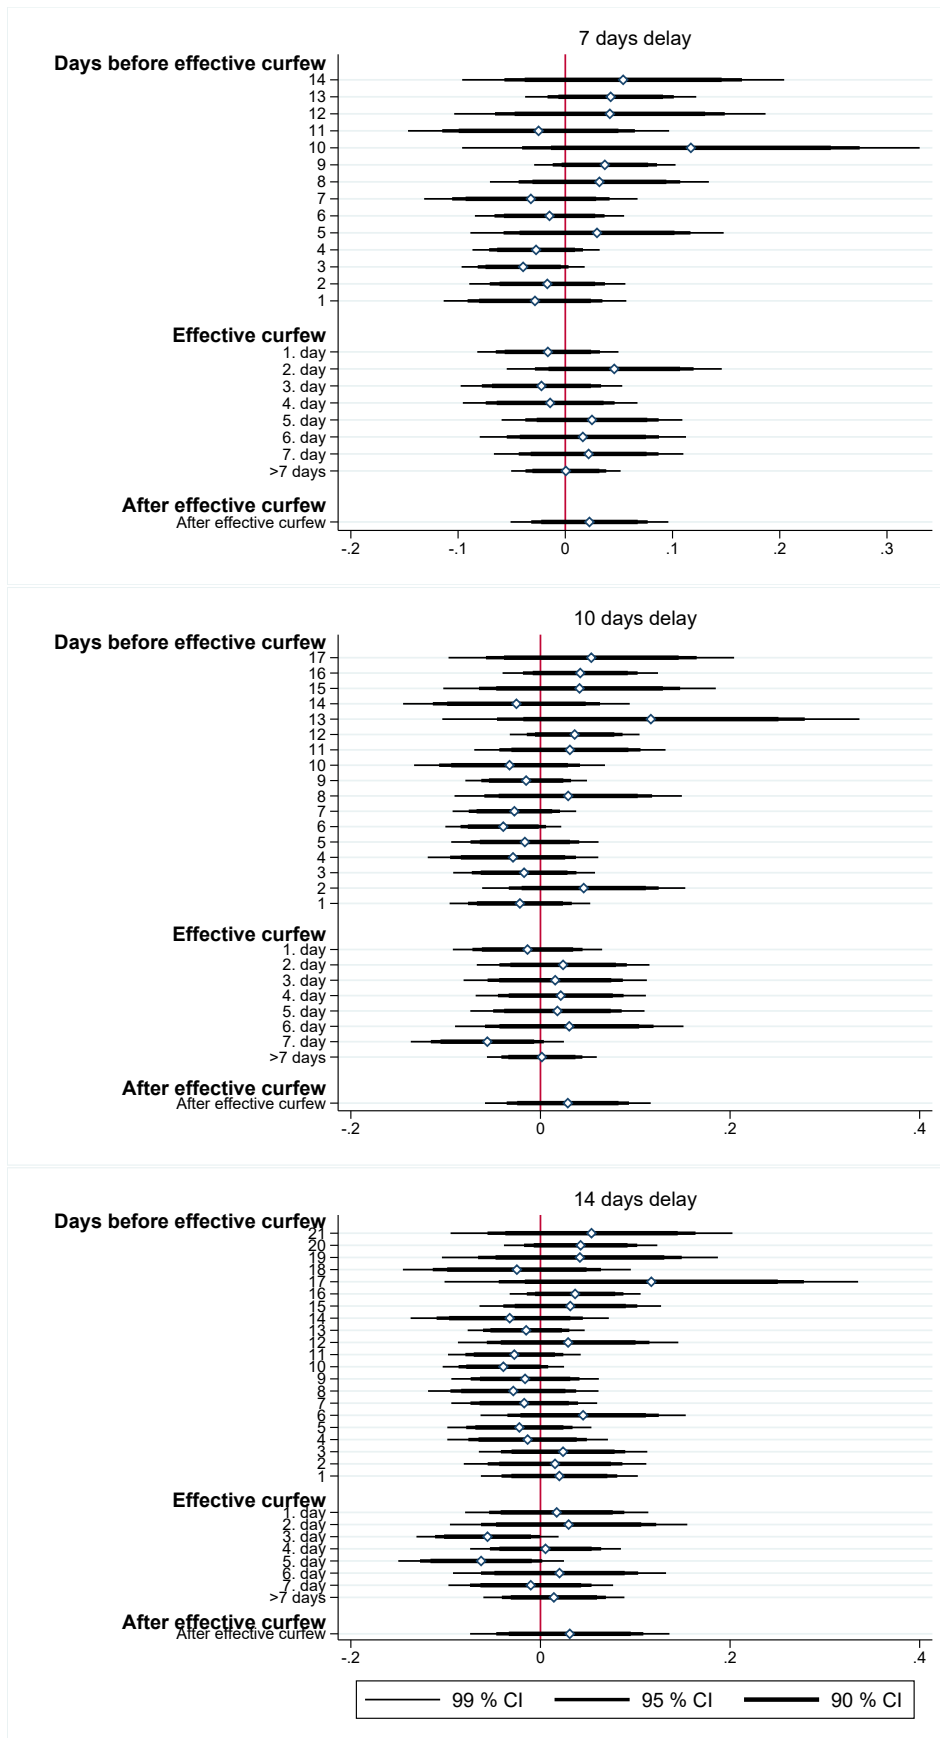 7 days delay
Days before effective curfew
14
13
12
11
10
9
8
7
6
5
4
3
2
1
Effective curfew
1. day
2. day
3. day
4. day
5. day
6. day
7. day
>7 days
After effective curfew
After effective curfew
-.2 -.1 0 .1 .2 .3
10 days delay
Days before effective curfew
17
16
15
14
13
12
11
10
9
8
7
6
5
4
3
2
1
Effective curfew
1. day
2. day
3. day
4. day
5. day
6. day
7. day
>7 days
After effective curfew
After effective curfew
-.2 0 .2 .4
14 days delay
Days before effective curfew
21
20
19
18
17
16
15
14
13
12
11
10
9
8
7
6
5
4
3
2
1
Effective curfew
1. day
2. day
3. day
4. day
5. day
6. day
7. day
>7 days
After effective curfew
After effective curfew
-.2 0 .2 .4
99 % CI 95 % CI 90 % CI